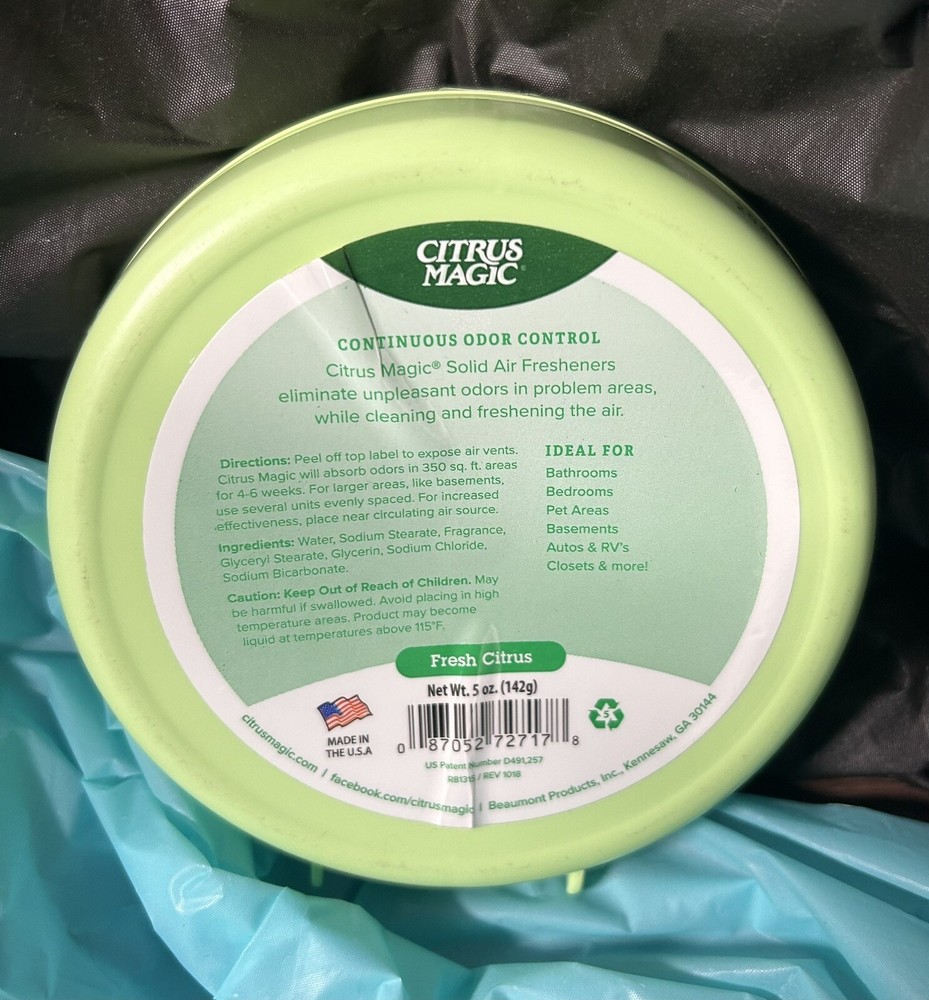 CITRUS
MAGIC®
CONTINUOUS ODOR CONTROL
Citrus Magic® Solid Air Fresheners
eliminate unpleasant odors in problem areas,
while cleaning and freshening the air.
Directions: Peel off top label to expose air vents.
Citrus Magic will absorb odors in 350 sq. ft. areas
for 4-6 weeks. For larger areas, like basements,
use several units evenly spaced. For increased
effectiveness, place near circulating air source.
Ingredients: Water, Sodium Stearate, Fragrance,
Glyceryl Stearate, Glycerin, Sodium Chloride,
Sodium Bicarbonate.
Caution: Keep Out of Reach of Children. May
be harmful if swallowed. Avoid placing in high
temperature areas. Product may become
liquid at temperatures above 115°F.
IDEAL FOR
Bathrooms
Bedrooms
Pet Areas
Basements
Autos & RV's
Closets & more!
Fresh Citrus
Net Wt. 5 oz. (142g)
MADE IN
THE U.S.A
0 87052 72717 8
5
US Patent Number D491,257
RB1315 / REV 1018
citrusmagic.com | facebook.com/citrusmagic | Beaumont Products, Inc., Kennesaw, GA 30144